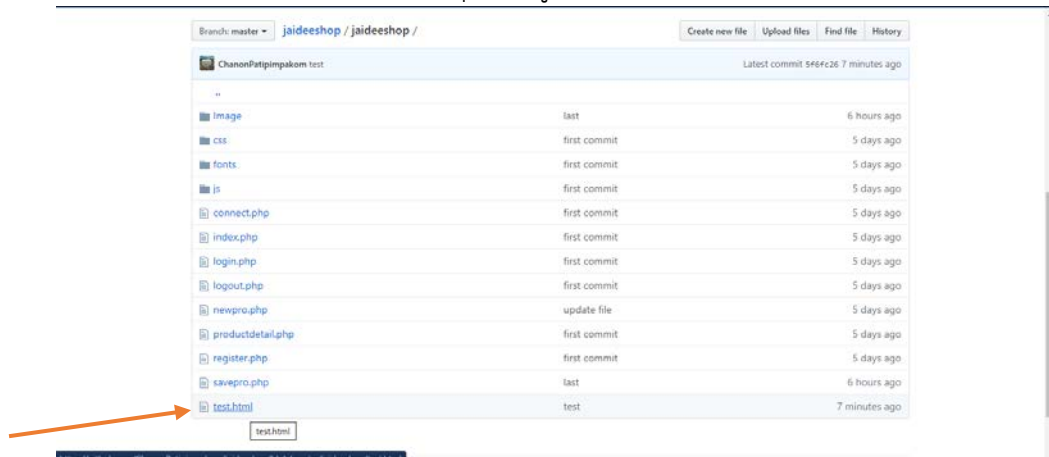 Branch: master jaideeshop / jaideeshop / Create new file Upload files Find file History
ChanonPatipimpakom test Latest commit 5f6fc26 7 minutes ago
..
Image last 6 hours ago
css first commit 5 days ago
fonts first commit 5 days ago
js first commit 5 days ago
connect.php first commit 5 days ago
index.php first commit 5 days ago
login.php first commit 5 days ago
logout.php first commit 5 days ago
newpro.php update file 5 days ago
productdetail.php first commit 5 days ago
register.php first commit 5 days ago
savepro.php last 6 hours ago
test.html test 7 minutes ago
test.html